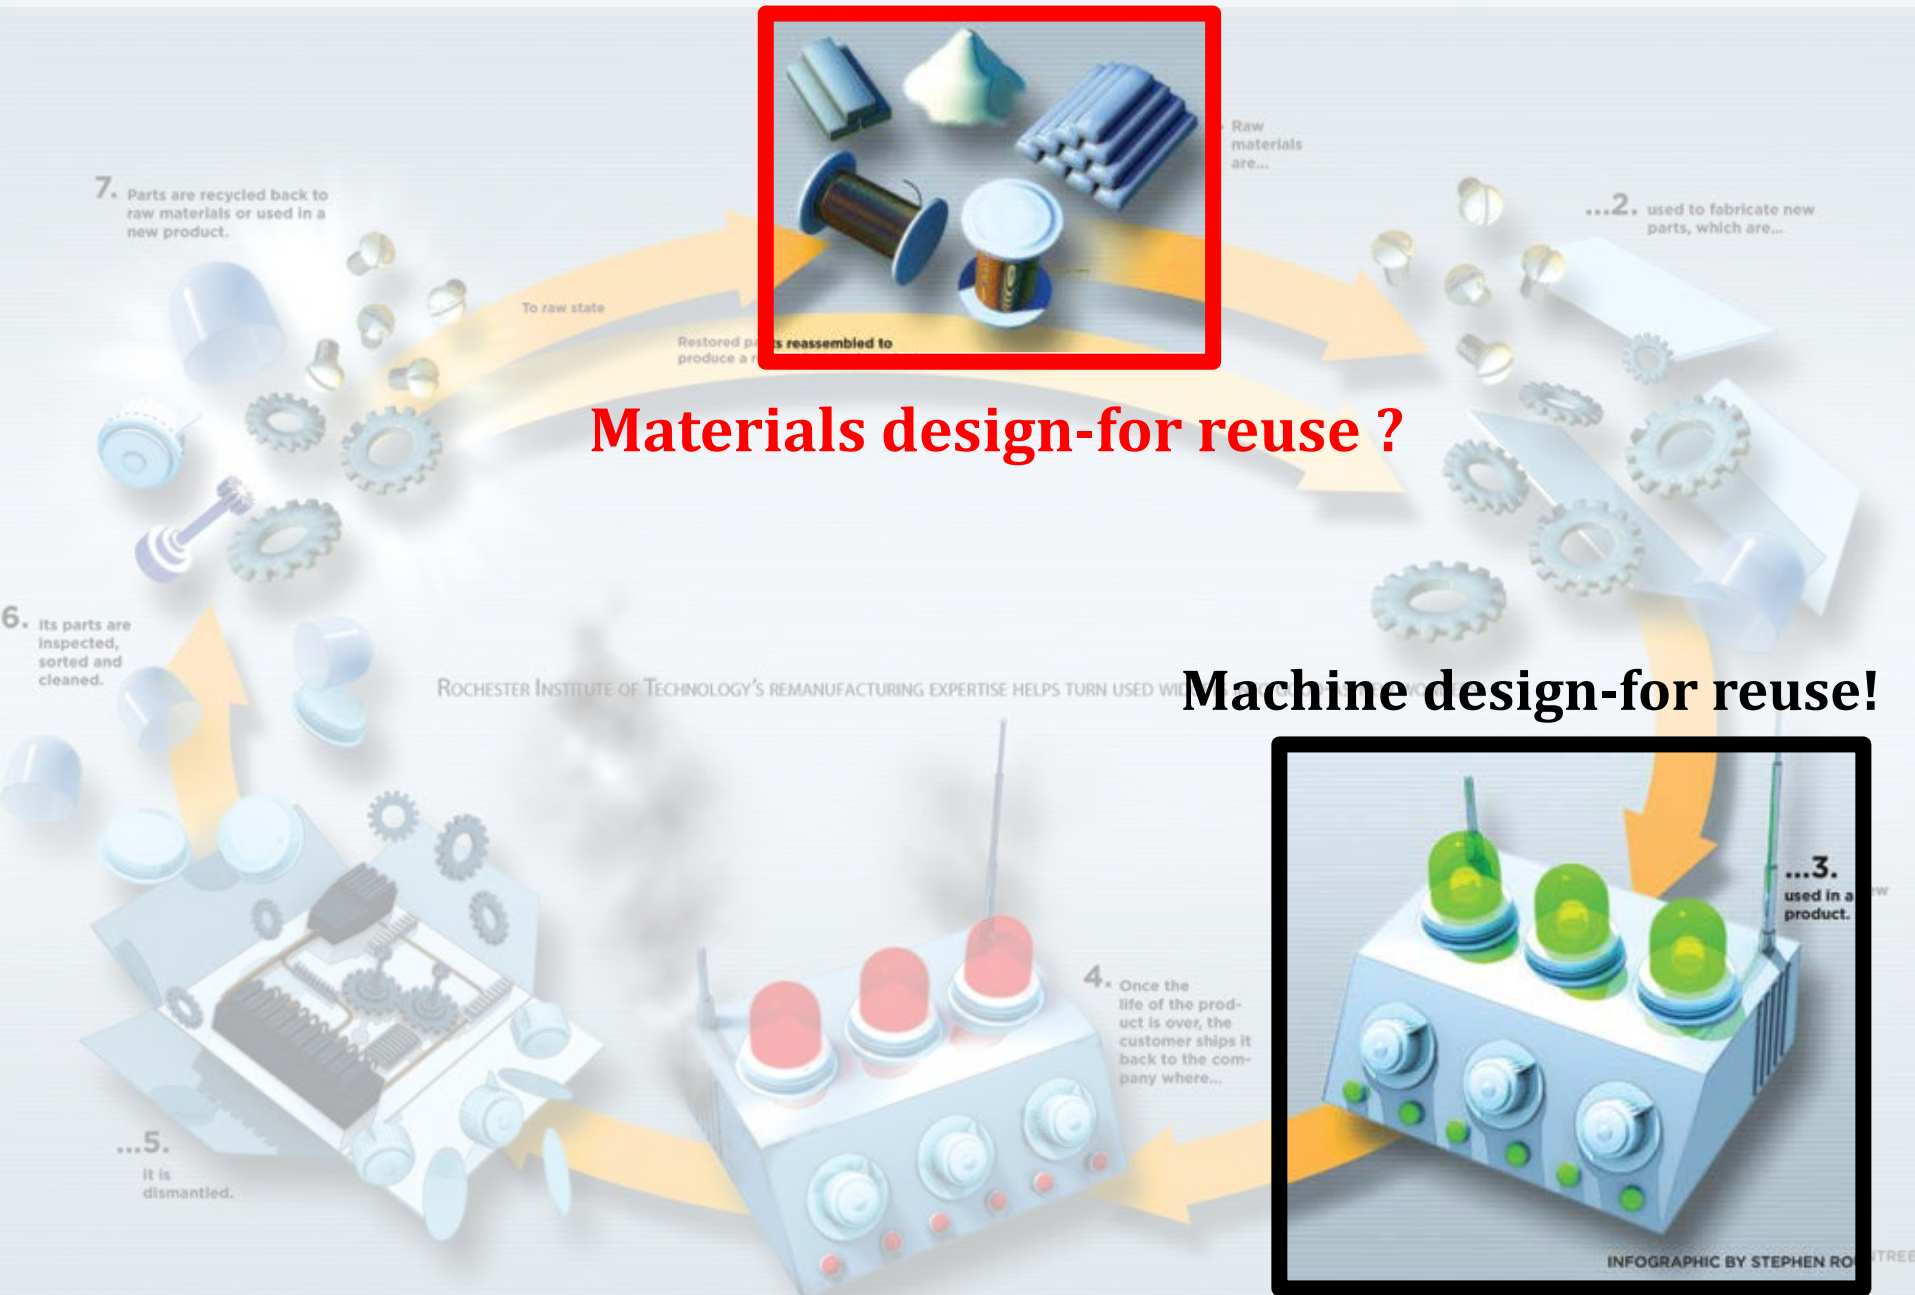 Raw
materials
are...
...2. used to fabricate new
parts, which are...
7. Parts are recycled back to
raw materials or used in a
new product.
To raw state
Restored parts reassembled to
produce a
Materials design-for reuse ?
6. Its parts are
inspected,
sorted and
cleaned.
ROCHESTER INSTITUTE OF TECHNOLOGY'S REMANUFACTURING EXPERTISE HELPS TURN USED
Machine design-for reuse!
...3.
used in a
product.
4. Once the
life of the prod-
uct is over, the
customer ships it
back to the com-
pany where...
...5.
it is
dismantled.
INFOGRAPHIC BY STEPHEN